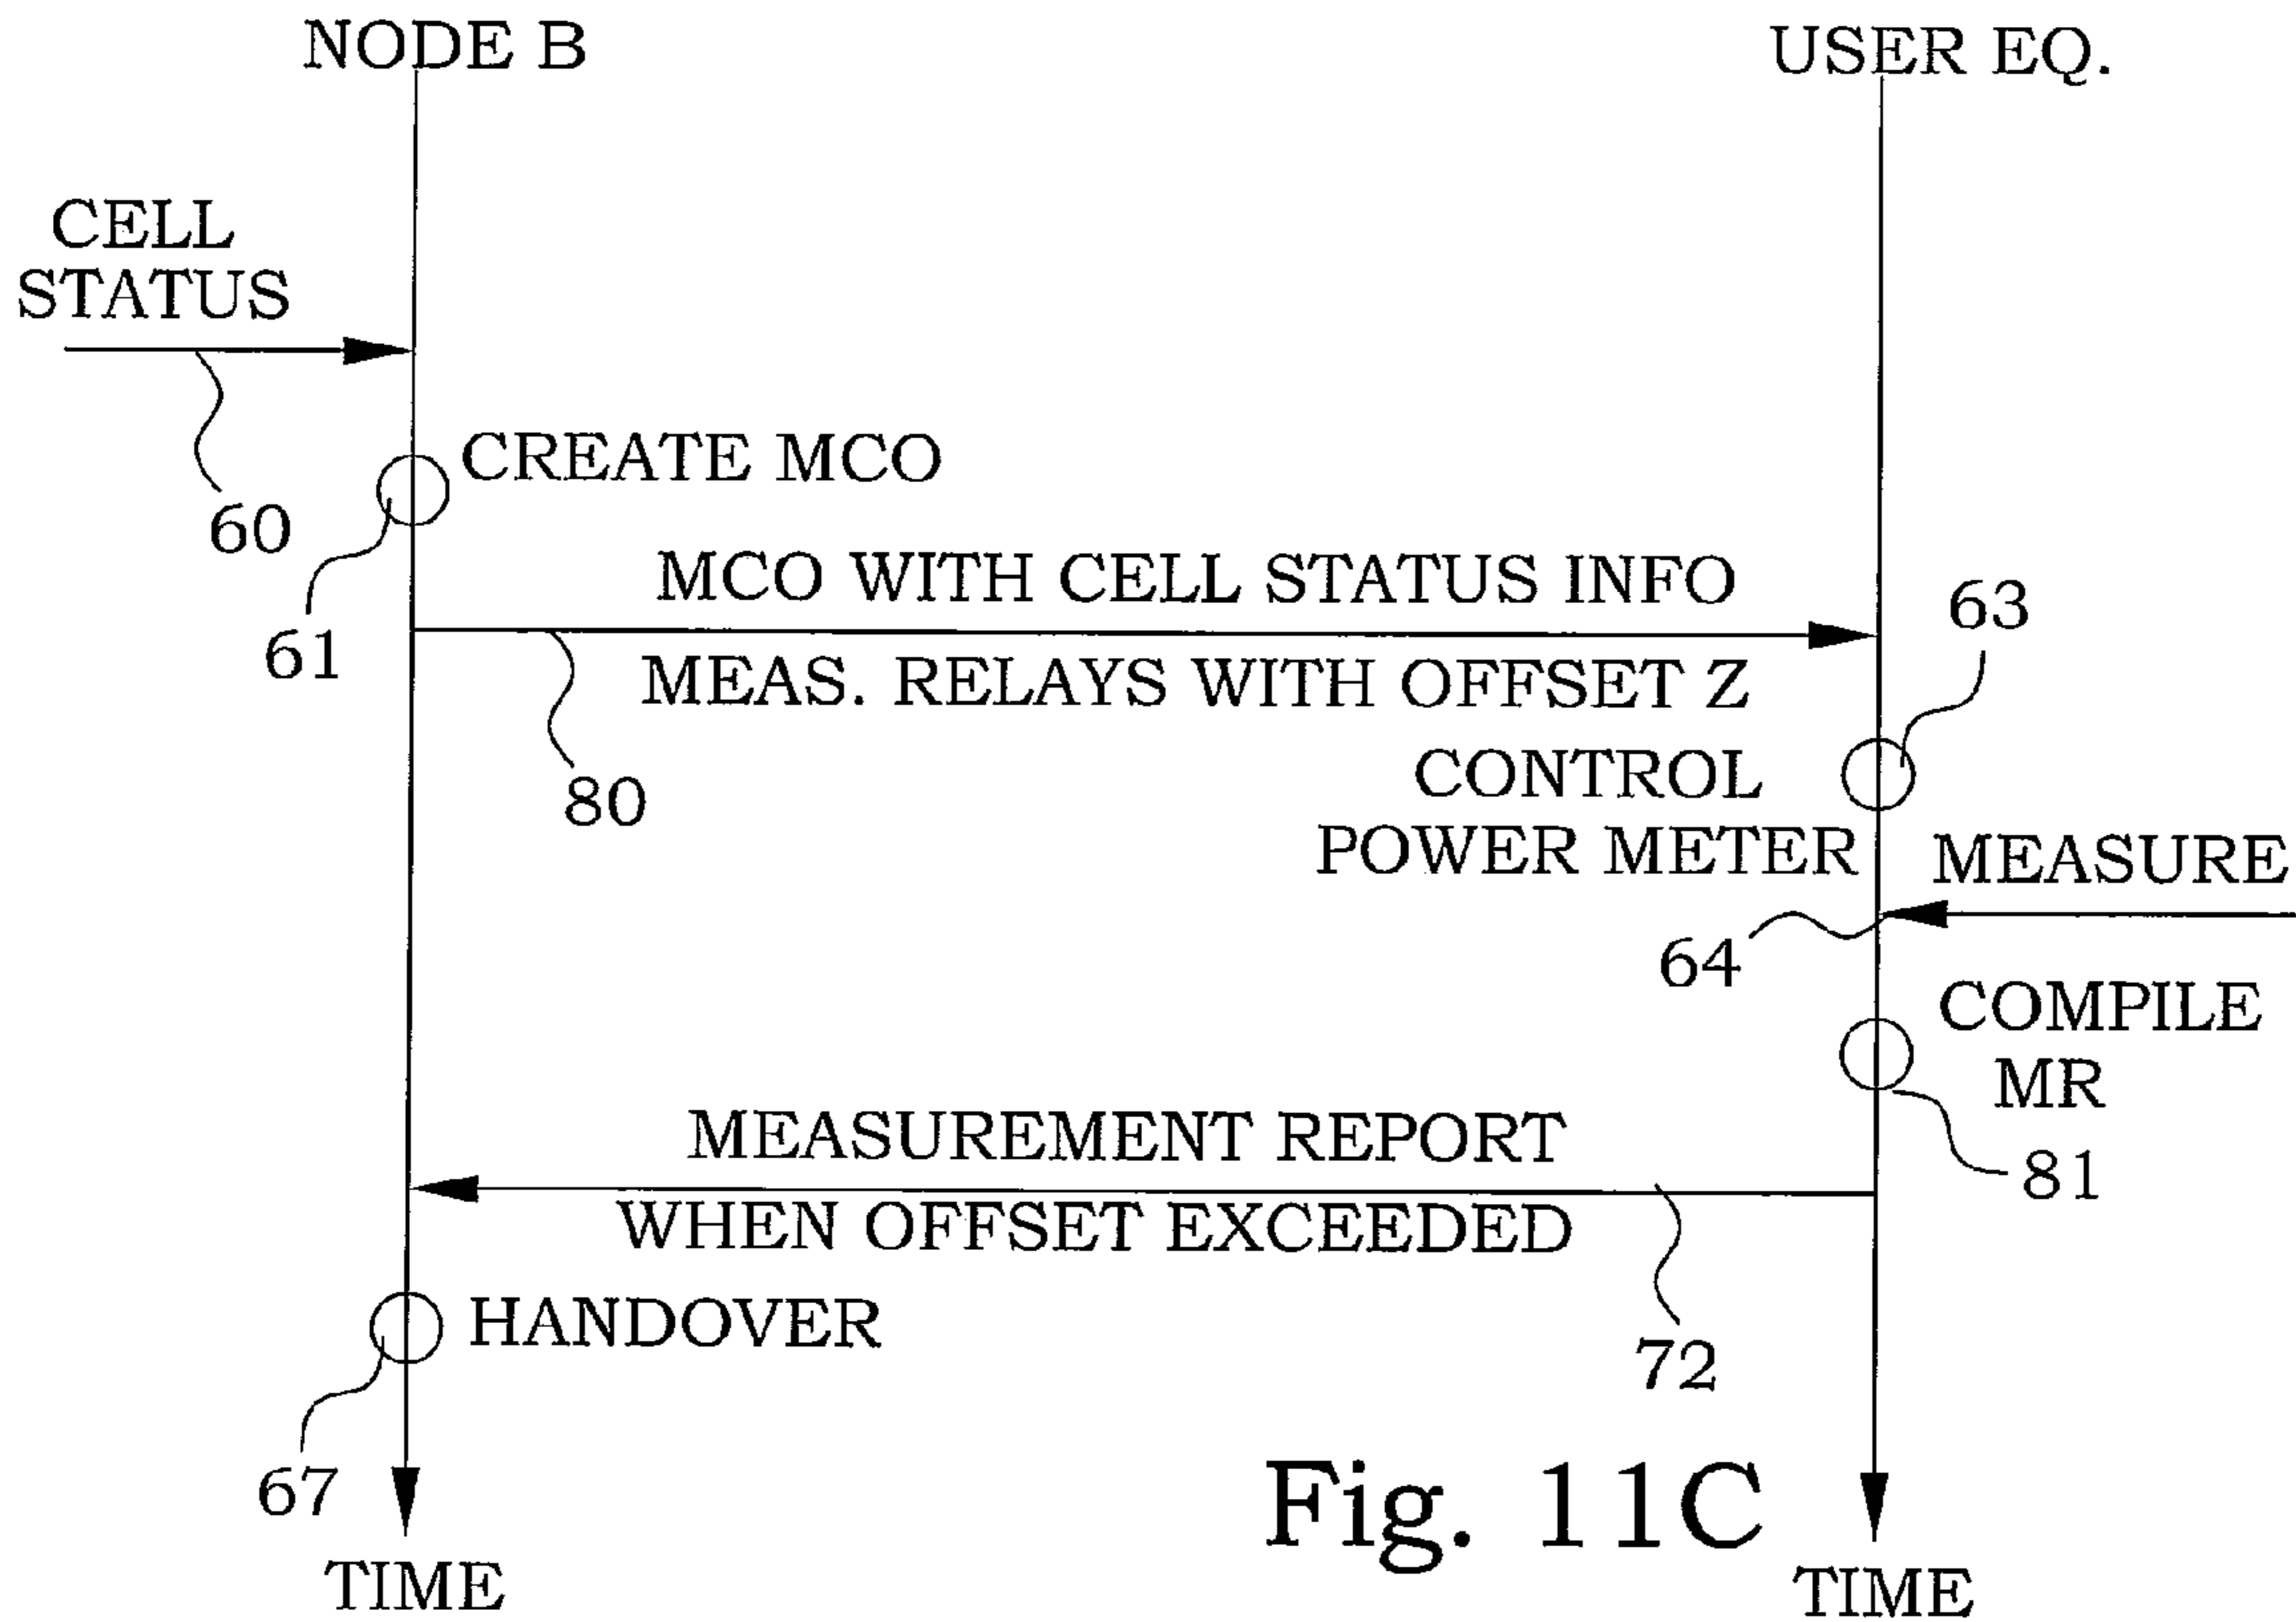 NODE B
USER EQ.
CELL
STATUS
60
CREATE MCO
61
MCO WITH CELL STATUS INFO
MEAS. RELAYS WITH OFFSET Z
80
63
CONTROL
POWER METER
MEASURE
64
COMPILE
MR
81
MEASUREMENT REPORT
WHEN OFFSET EXCEEDED
72
HANDOVER
67
Fig. 11C
TIME
TIME